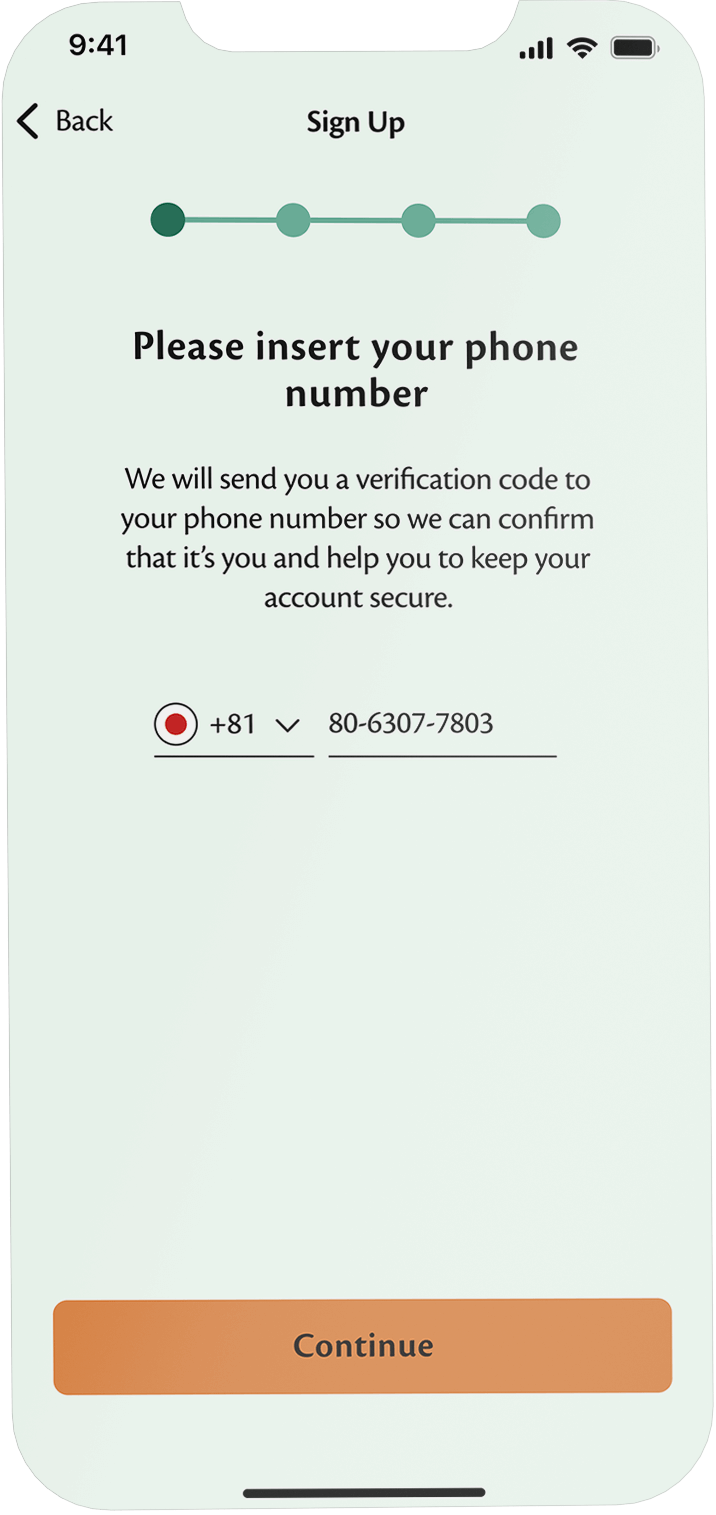 9:41
Back
Sign Up
Please insert your phone
number
We will send you a verification code to
your phone number so we can confirm
that it's you and help you to keep your
account secure.
+81
80-6307-7803
Continue